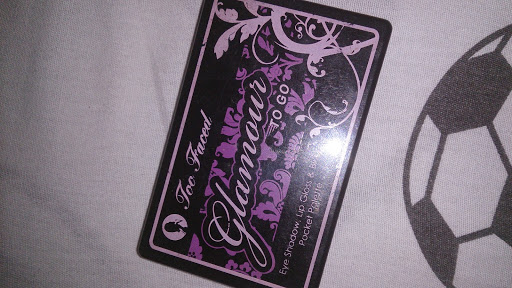 Too Faced
Glamour
TO GO
Eye Shadow, Lip Gloss &
Pocket Palette